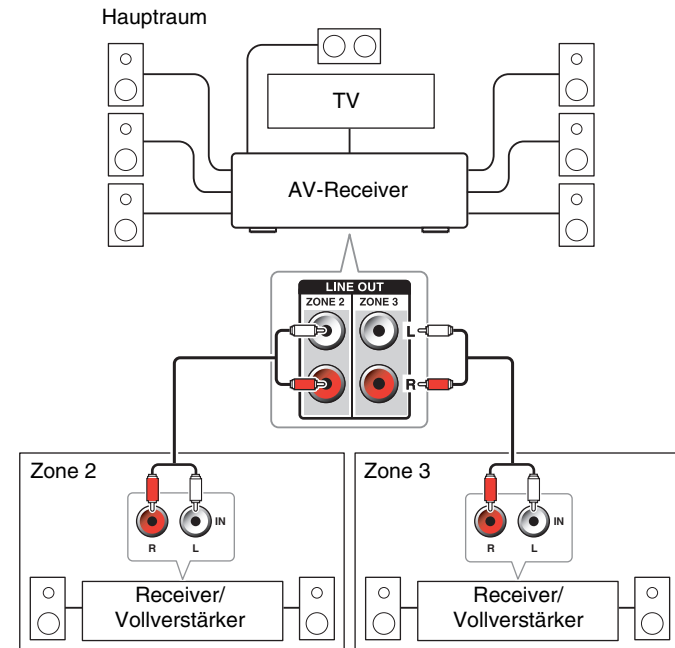 Hauptraum
TV
AV-Receiver
LINE OUT
ZONE 2 ZONE 3
L
R
Zone 2
Zone 3
IN
R L
IN
R L
Receiver/
Vollverstärker
Receiver/
Vollverstärker